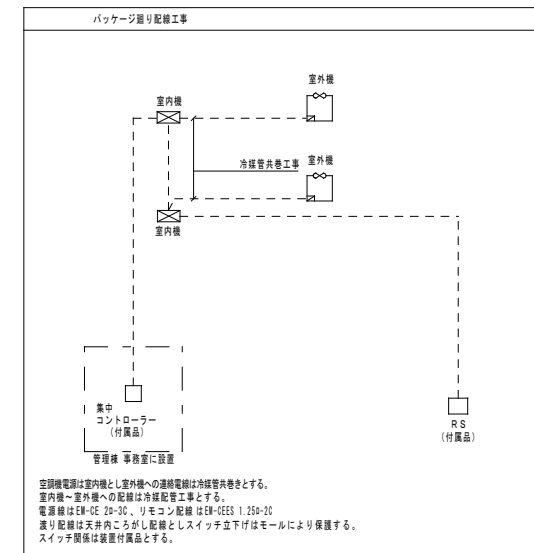 パッケージ廻り配線工事
室外機
室内機
冷媒管共巻工事
室外機
室内機
集中
コントローラー
(付属品)
管理棟 事務室に設置
RS
(付属品)
空調機電源は室内機とし室外機への連絡電線は冷媒管共巻きとする。
室内機~室外機への配線は冷媒配管工事とする。
電源線はEM-CE 2□-3C、リモコン配線はEM-CEES 1.25□-2C
渡り配線は天井内ころがし配線としスイッチ立下げはモールにより保護する。
スイッチ関係は装置付属品とする。